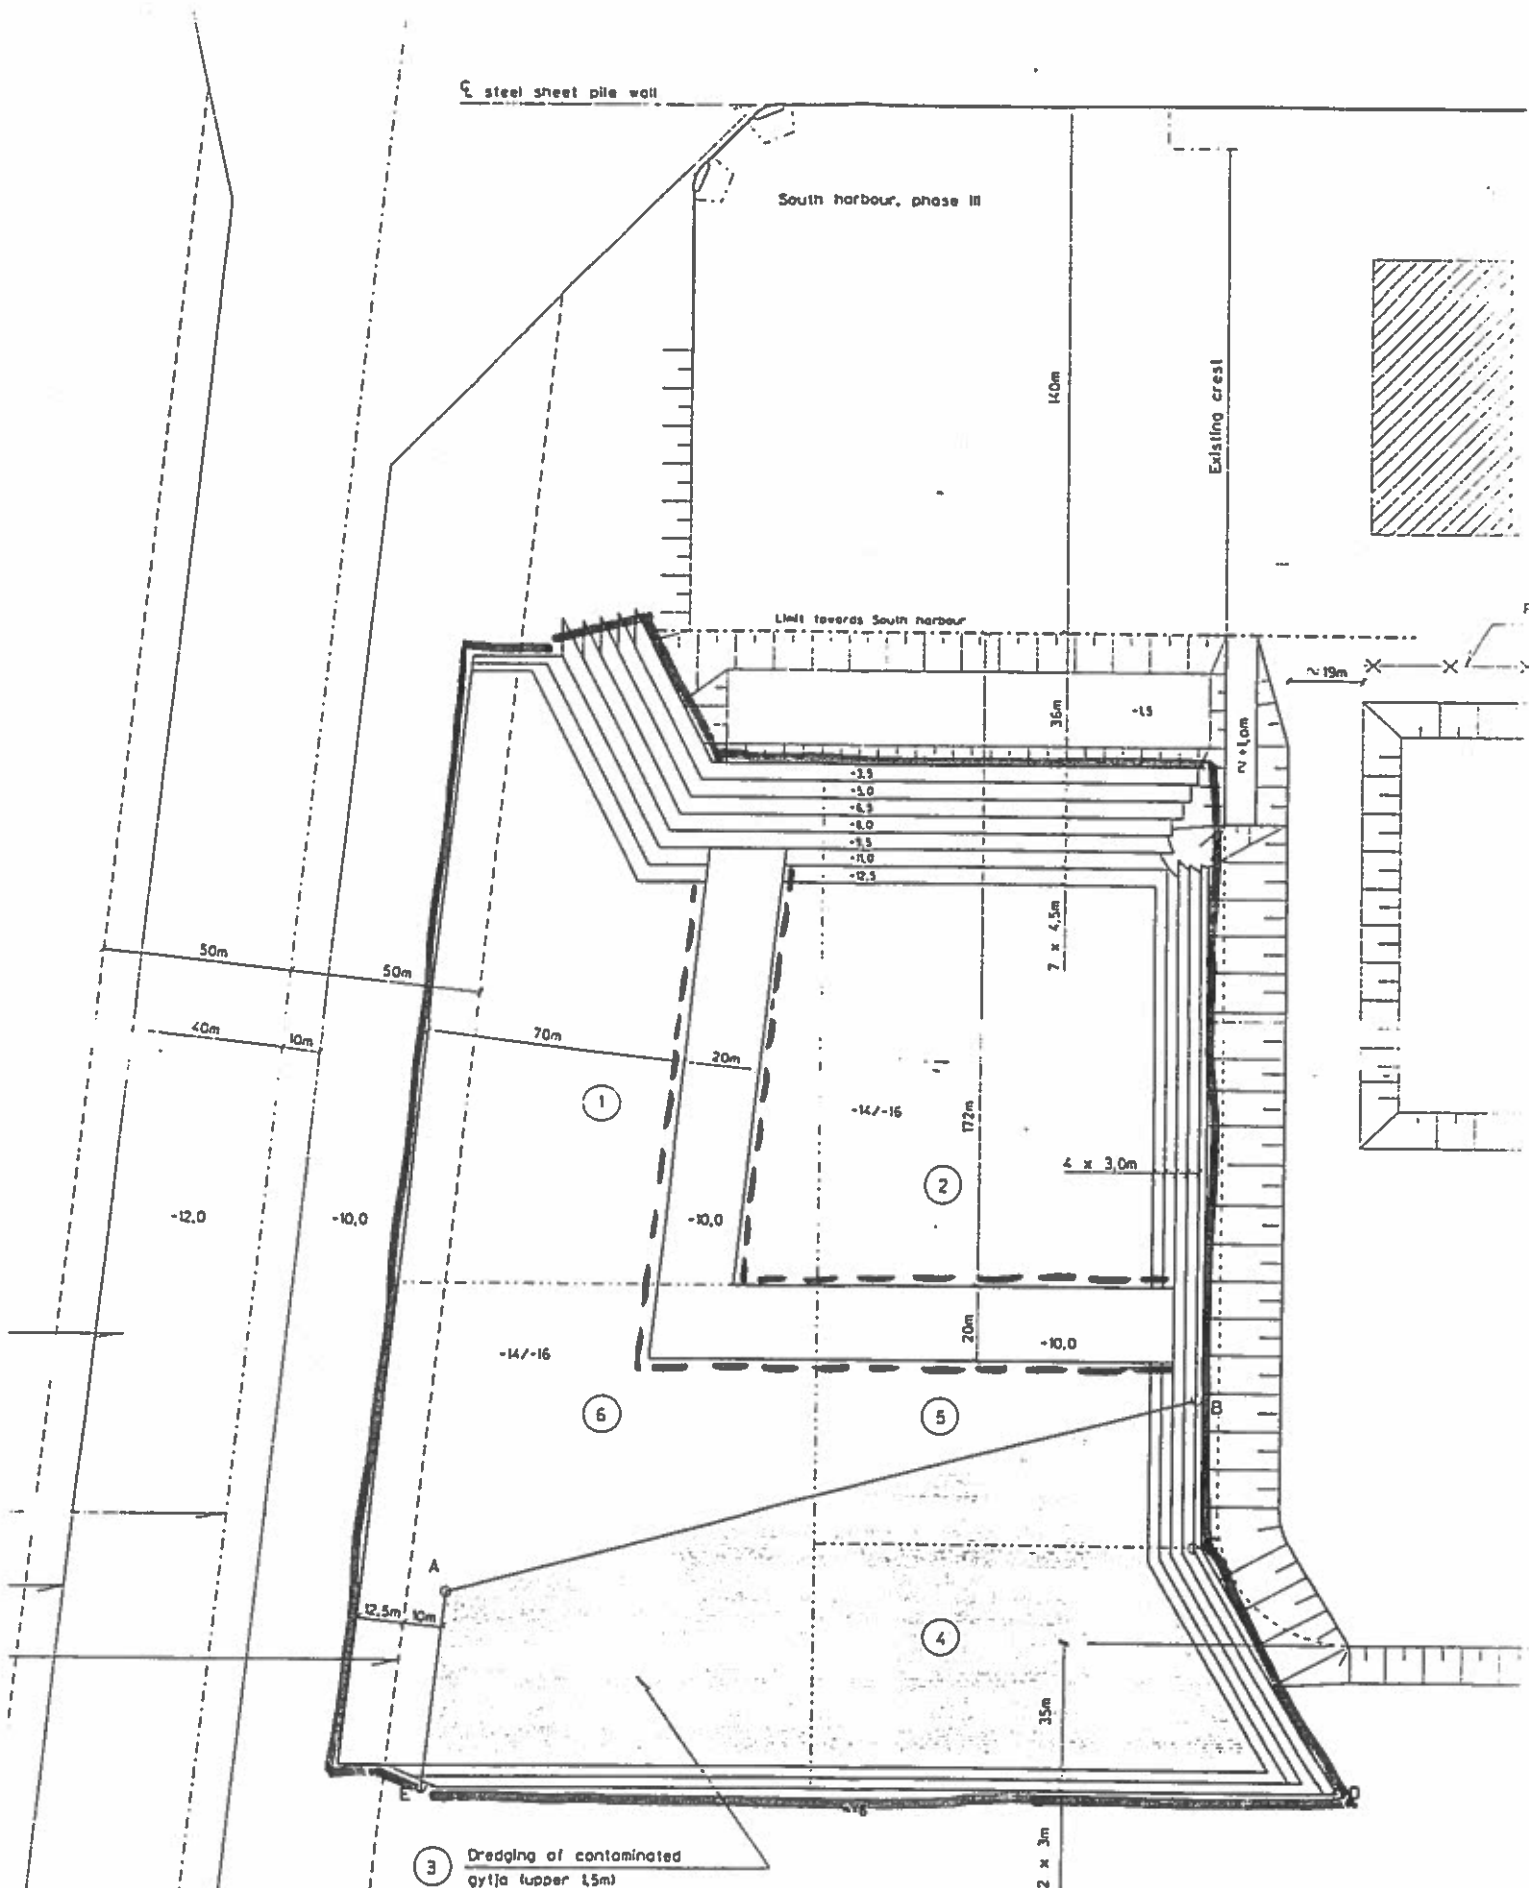 ℄ steel sheet pile wall
South harbour, phase III
140m
Existing crest
Limit towards South harbour
~19m
36m
-1,5
~+1,0m
-3,5
-5,0
-6,5
-8,0
-9,5
-11,0
-12,5
7 x 4,5m
50m
50m
40m
10m
70m
20m
1
-14/-16
172m
4 x 3,0m
2
-12,0
-10,0
-10,0
20m
-10,0
-14/-16
6
5
B
A
12,5m
10m
4
35m
E
D
3
Dredging of contaminated
gytja (upper 1,5m)
2 x 3m